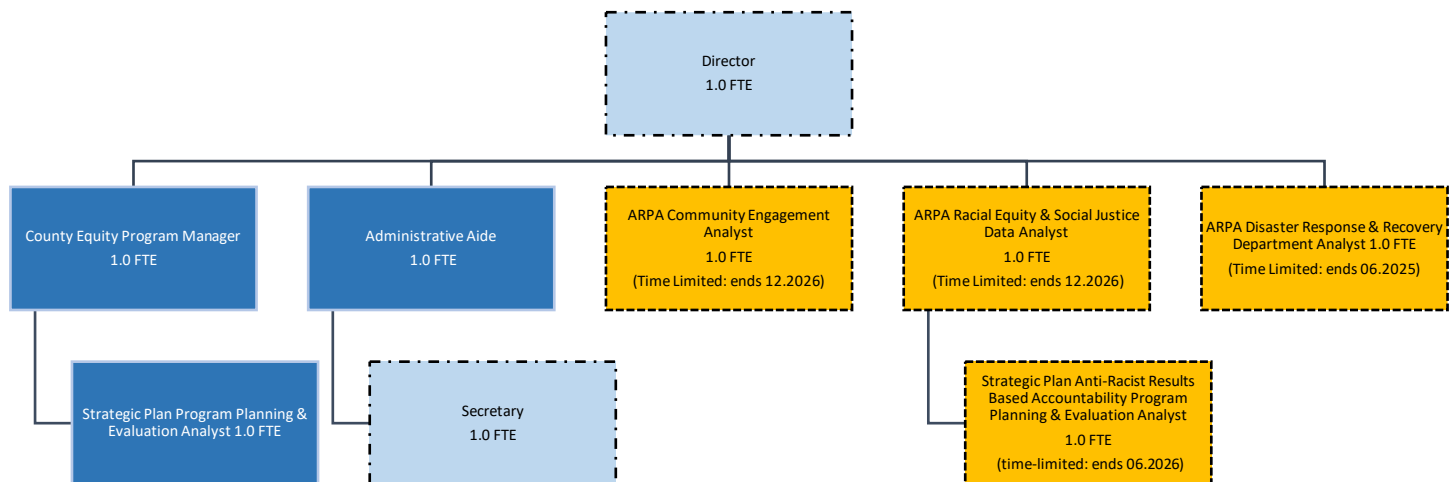 Director
1.0 FTE
County Equity Program Manager
1.0 FTE
Administrative Aide
1.0 FTE
ARPA Community Engagement
Analyst
1.0 FTE
(Time Limited: ends 12.2026)
ARPA Racial Equity & Social Justice
Data Analyst
1.0 FTE
(Time Limited: ends 12.2026)
ARPA Disaster Response & Recovery
Department Analyst 1.0 FTE
(Time Limited: ends 06.2025)
Strategic Plan Program Planning &
Evaluation Analyst 1.0 FTE
Secretary
1.0 FTE
Strategic Plan Anti-Racist Results
Based Accountability Program
Planning & Evaluation Analyst
1.0 FTE
(time-limited: ends 06.2026)